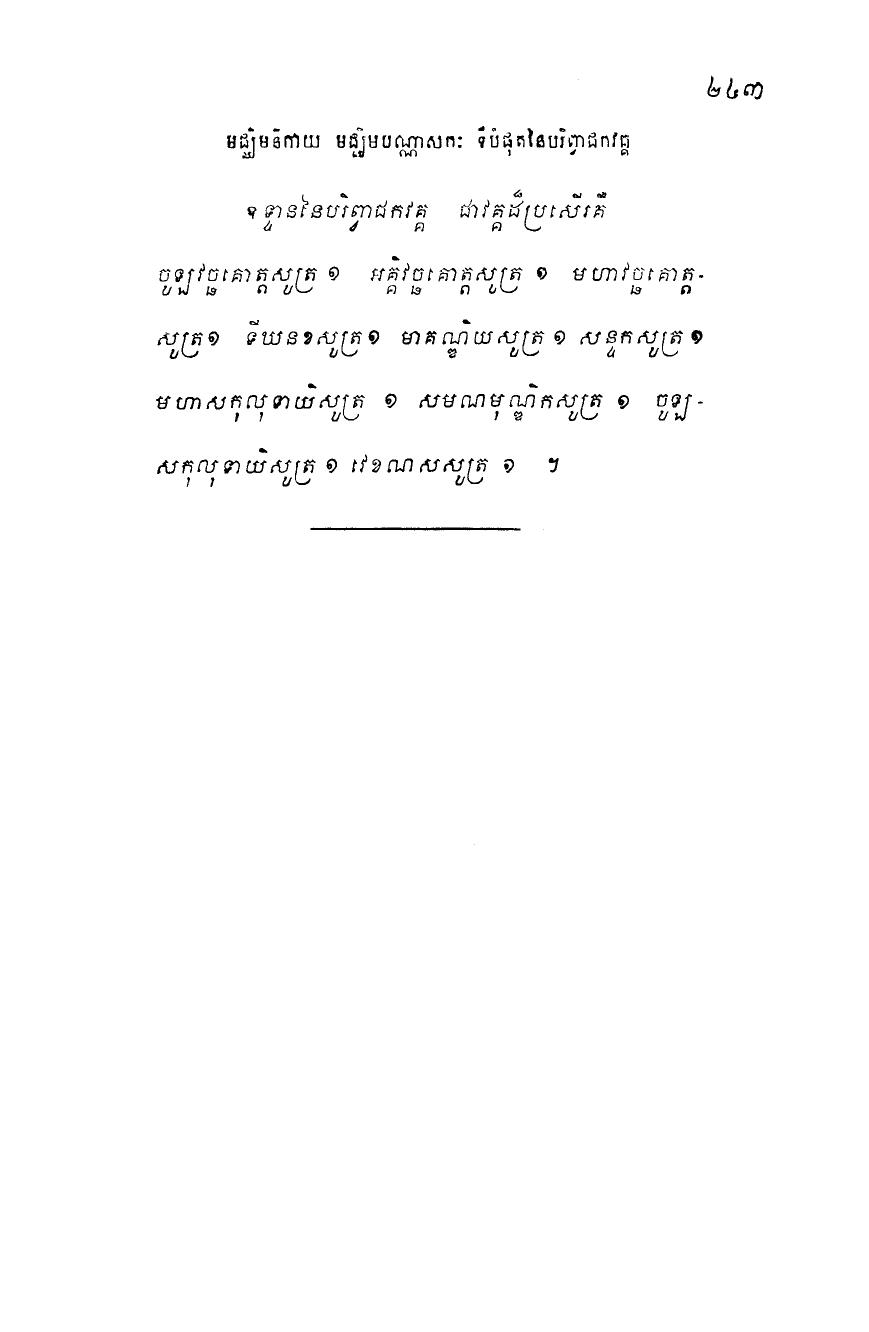 ២៤៣
មជ្ឈិមនិកាយ មជ្ឈិមបណ្ណាសកៈ ទីបំផុតនៃបរិព្វាជកវគ្គ
ឧទ្ទាននៃបរិព្វាជកវគ្គ ជាវគ្គដ៏ប្រសើរគឺ
ចូឡវច្ឆគោត្តសូត្រ ១ អគ្គិវច្ឆគោត្តសូត្រ ១ មហាវច្ឆគោត្ត-
សូត្រ១ ទីឃនខសូត្រ១ មាគណ្ឌិយសូត្រ ១ សន្ទកសូត្រ ១
មហាសកុលុទាយិសូត្រ ១ សមណមុណ្ឌិកសូត្រ ១ ចូឡ-
សកុលុទាយិសូត្រ ១ វេខណសសូត្រ ១ ។